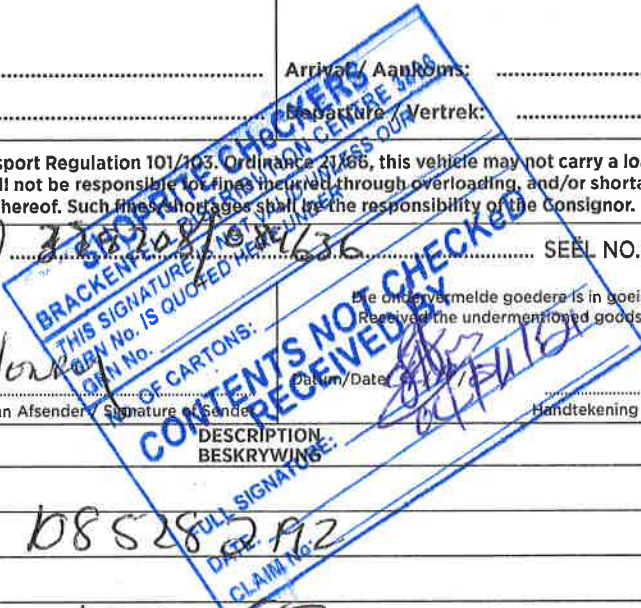 Arrival / Aankoms:
Departure / Vertrek:
sport Regulation 101/103. Ordinance 21/66, this vehicle may not carry a loa
ll not be responsible for fines incurred through overloading, and/or shorta
hereof. Such fines/shortages shall be the responsibility of the Consignor.
084636
SEËL NO.
Die ondervermelde goedere is in goei
Received the undermentioned goods
Datum/Date
an Afsender / Signature of Sender
Handtekening
DESCRIPTION
BESKRYWING
SHOPRITE CHECKERS
BRACKENFELL DISTRIBUTION CENTRE
THIS SIGNATURE IS NOT UNLESS OUR
GRN No. IS QUOTED HEREUNDER
GRN No.
NO OF CARTONS:
CONTENTS NOT CHECKED
RECEIVED BY
FULL SIGNATURE:
DATE:
CLAIM No.